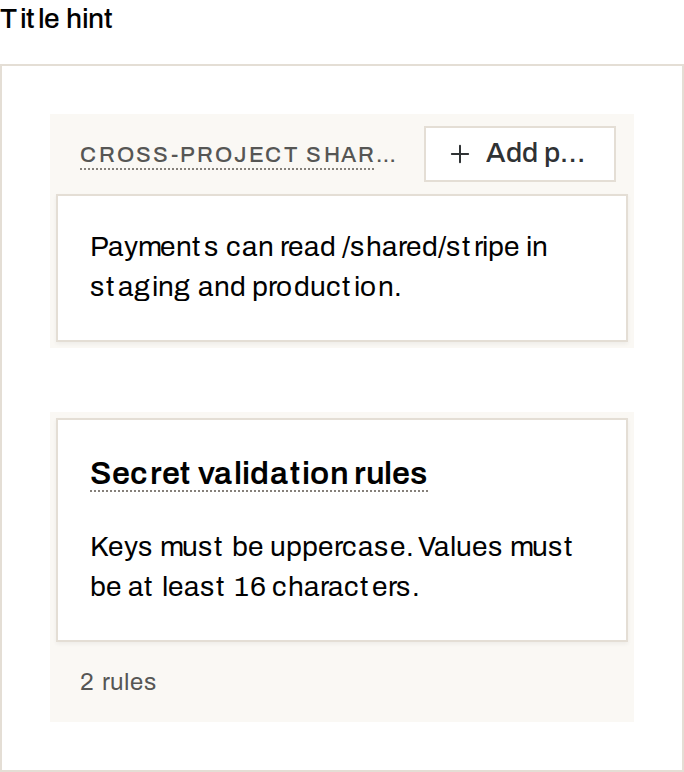 Title hint
CROSS-PROJECT SHAR...
+ Add p...
Payments can read /shared/stripe in
staging and production.
Secret validation rules
Keys must be uppercase. Values must
be at least 16 characters.
2 rules